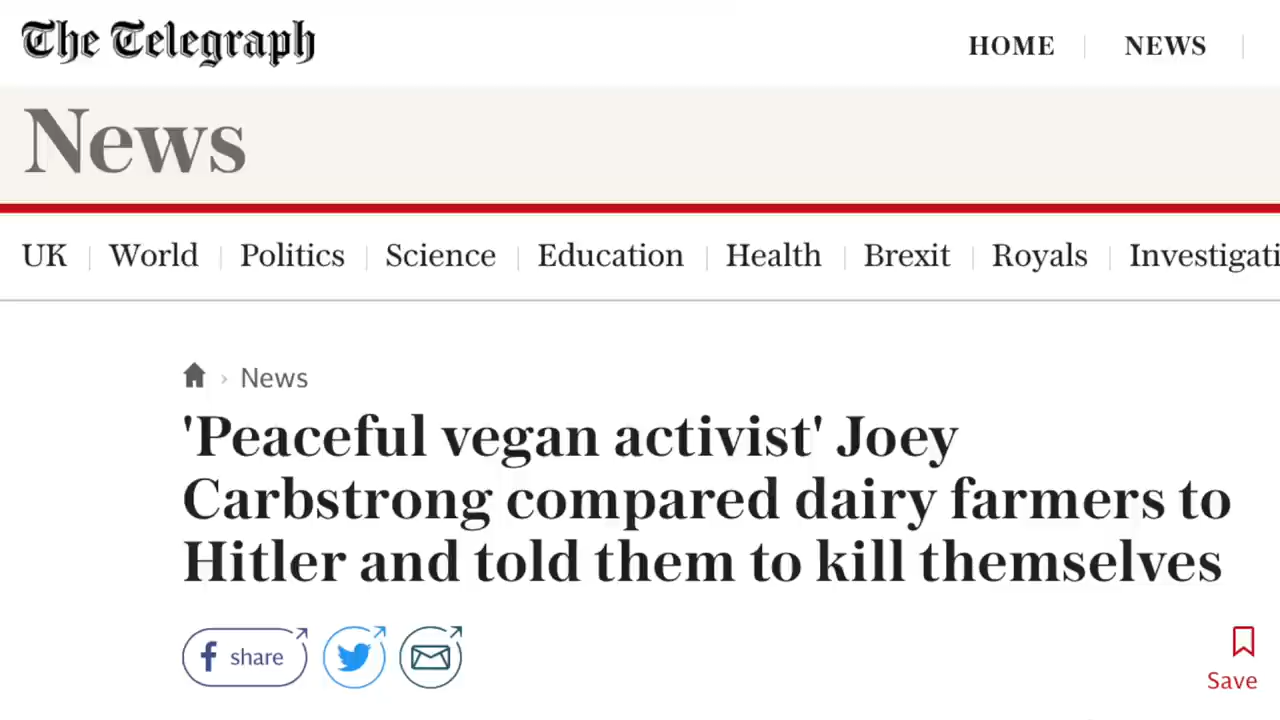 The Telegraph
HOME NEWS
News
UK World Politics Science Education Health Brexit Royals Investigati
News
'Peaceful vegan activist' Joey
Carbstrong compared dairy farmers to
Hitler and told them to kill themselves
share
Save